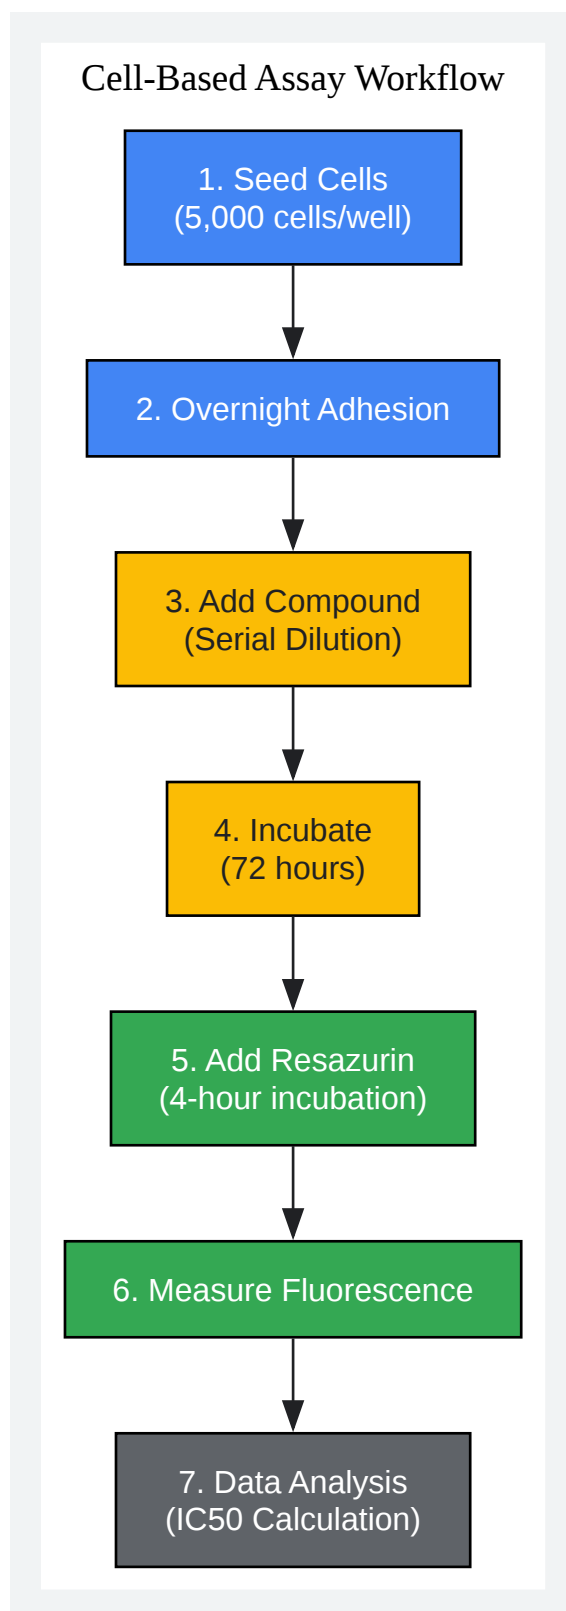 Cell-Based Assay Workflow
1. Seed Cells
(5,000 cells/well)
2. Overnight Adhesion
3. Add Compound
(Serial Dilution)
4. Incubate
(72 hours)
5. Add Resazurin
(4-hour incubation)
6. Measure Fluorescence
7. Data Analysis
(IC50 Calculation)